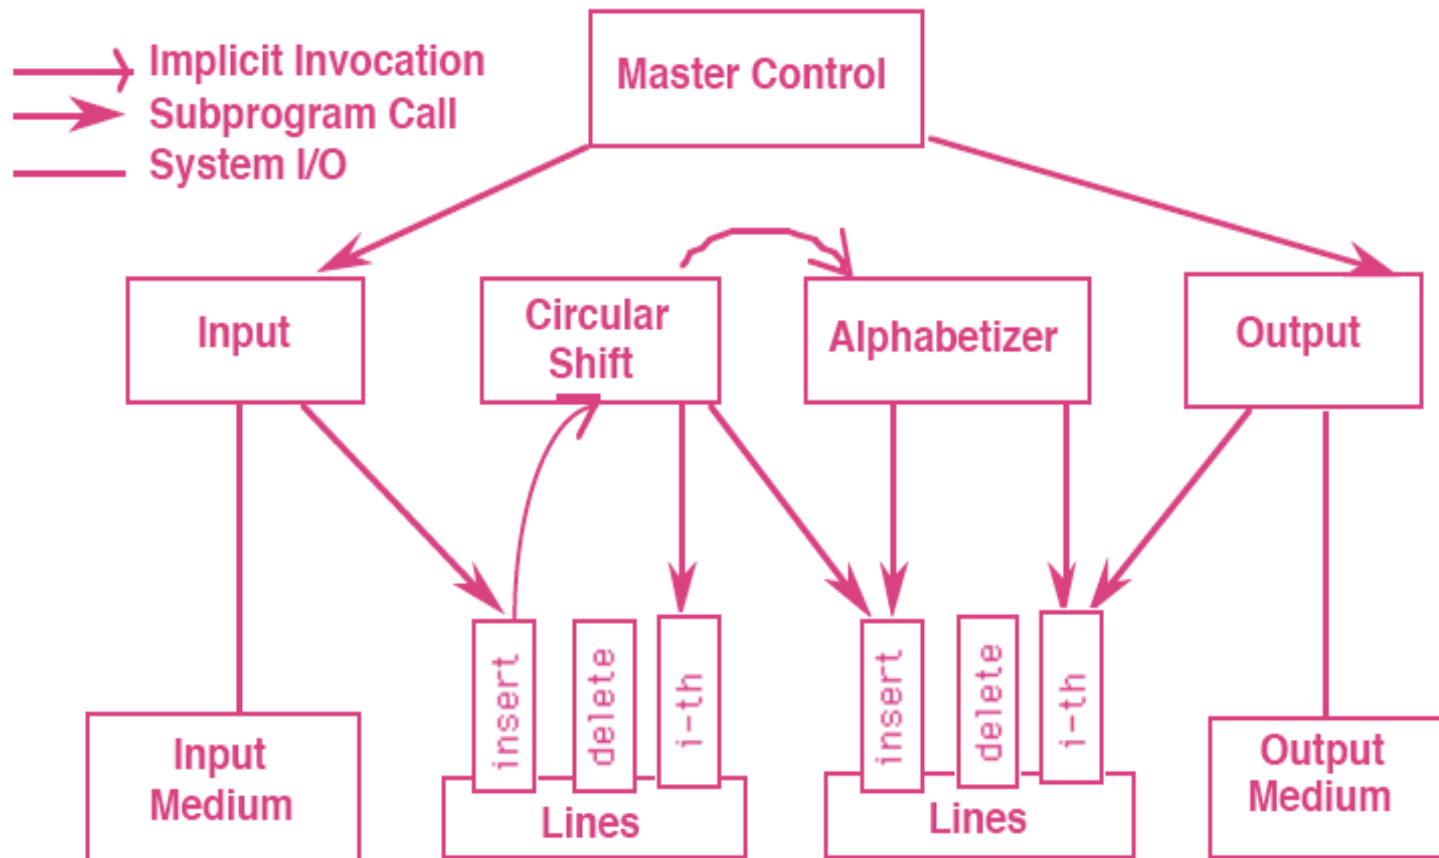 Implicit Invocation
Subprogram Call
System I/O
Master Control
Input
Circular
Shift
Alphabetizer
Output
insert
delete
i-th
insert
delete
i-th
Input
Medium
Lines
Lines
Output
Medium